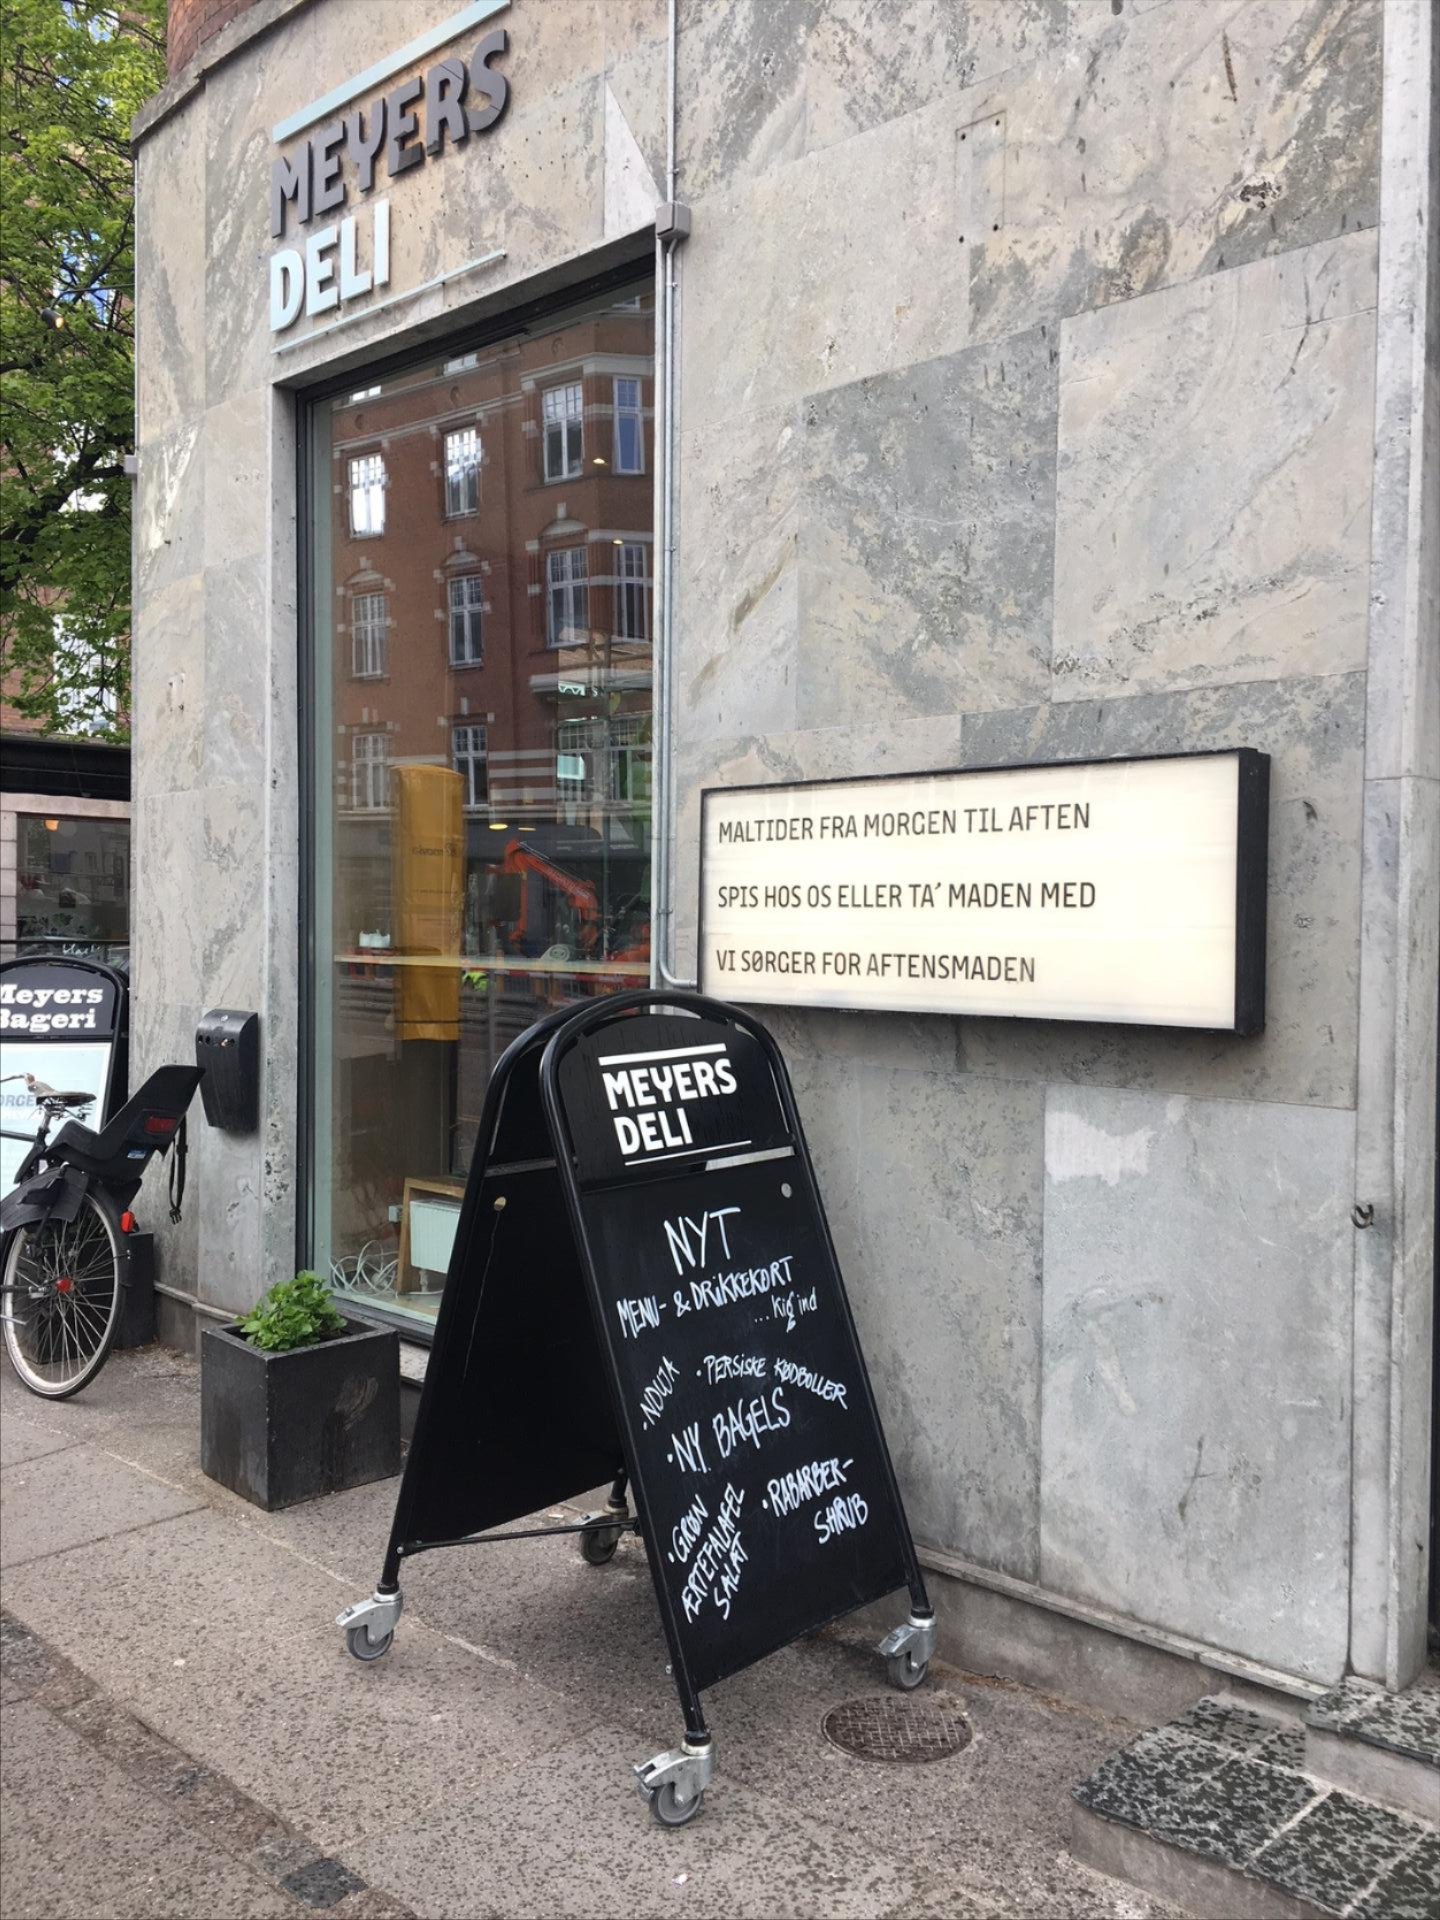 MEYERS
DELI
MALTIDER FRA MORGEN TIL AFTEN
SPIS HOS OS ELLER TA' MADEN MED
VI SØRGER FOR AFTENSMADEN
Meyers
Bageri
MEYERS
DELI
NYT
MENU- & DRIKKEKORT
... Kig ind
• NDUJA
• PERSISKE KØDBOLLER
• N.Y. BAGELS
• GRØN
ÆRTEFALAFEL
SALAT
• RABARBER-
SHRUB